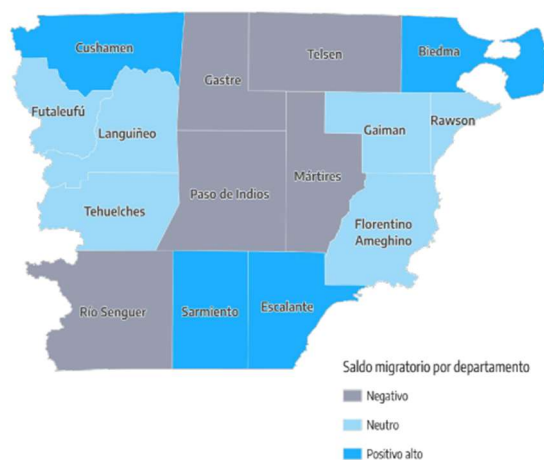 Cushamen
Telsen
Biedma
Gastre
Futaleufú
Languiñeo
Gaiman
Rawson
Mártires
Paso de Indios
Tehuelches
Florentino
Ameghino
Río Senguer
Sarmiento
Escalante
Saldo migratorio por departamento
Negativo
Neutro
Positivo alto